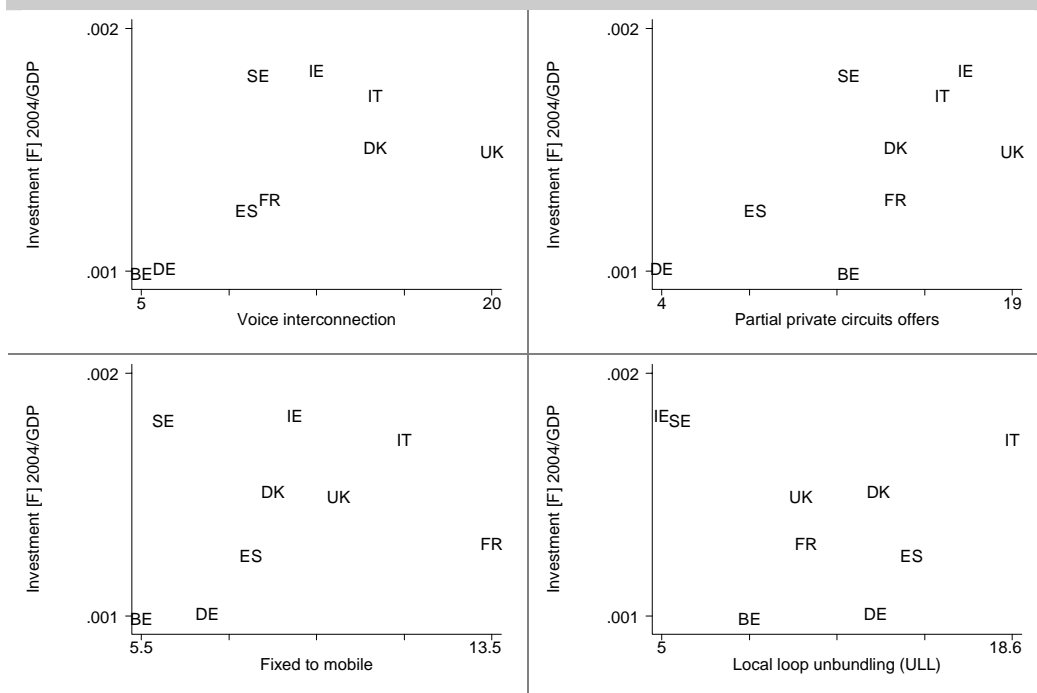 Investment [F] 2004/GDP
.002
.001
SE
IE
IT
DK
UK
ES
FR
BE
DE
5
20
Voice interconnection
Investment [F] 2004/GDP
.002
.001
SE
IE
IT
DK
UK
FR
ES
DE
BE
4
19
Partial private circuits offers
Investment [F] 2004/GDP
.002
.001
SE
IE
IT
DK
UK
FR
ES
BE
DE
5.5
13.5
Fixed to mobile
Investment [F] 2004/GDP
.002
.001
IE
SE
IT
UK
DK
FR
ES
BE
DE
5
18.6
Local loop unbundling (ULL)